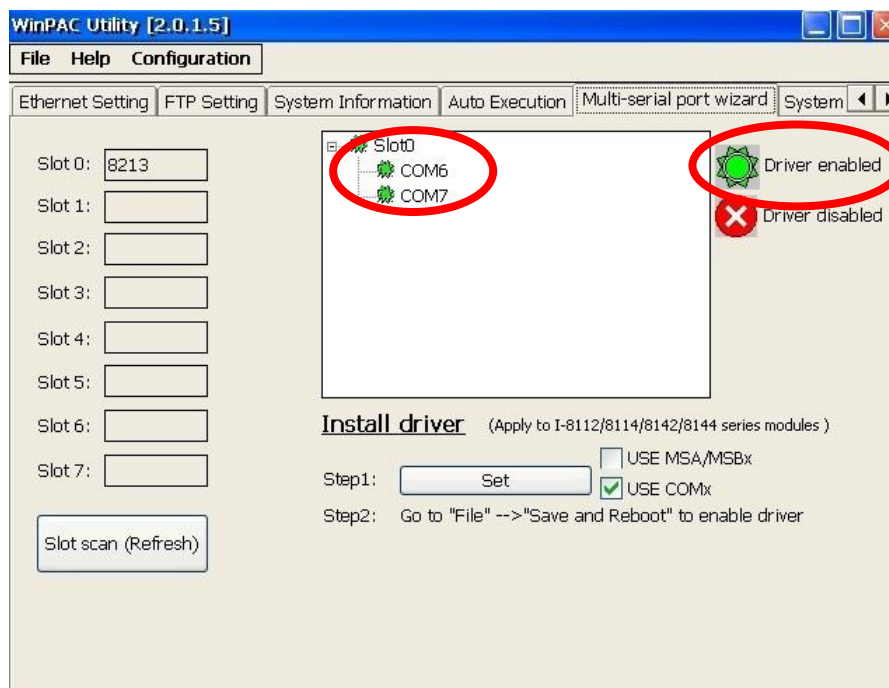 WinPAC Utility [2.0.1.5]
File Help Configuration
Ethernet Setting FTP Setting System Information Auto Execution Multi-serial port wizard System
Slot 0: 8213
Slot 1:
Slot 2:
Slot 3:
Slot 4:
Slot 5:
Slot 6:
Slot 7:
Slot scan (Refresh)
Slot0
COM6
COM7
Driver enabled
Driver disabled
Install driver (Apply to I-8112/8114/8142/8144 series modules )
USE MSA/MSBx
Step1: Set
USE COMx
Step2: Go to "File" -->"Save and Reboot" to enable driver